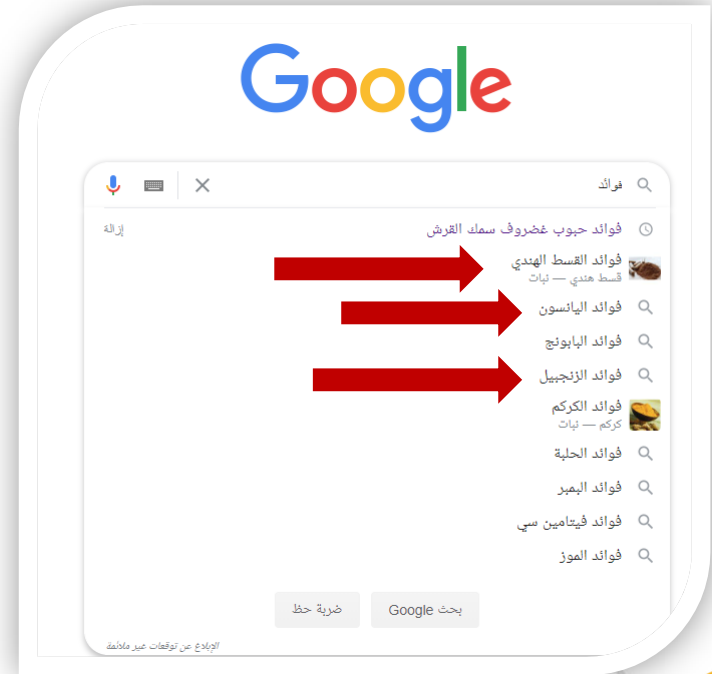 Google
فوائد
فوائد حبوب غضروف سمك القرش
إزالة
فوائد القسط الهندي
قسط هندي — نبات
فوائد اليانسون
فوائد البابونج
فوائد الزنجبيل
فوائد الكركم
كركم — نبات
فوائد الحلبة
فوائد البمبر
فوائد فيتامين سي
فوائد الموز
بحث Google
ضربة حظ
الإبلاغ عن توقعات غير ملائمة